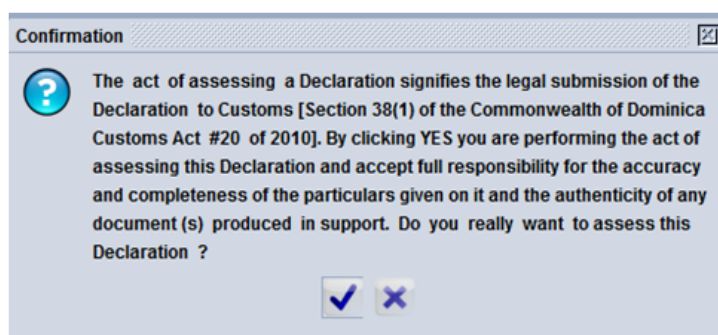 Confirmation
The act of assessing a Declaration signifies the legal submission of the
Declaration to Customs [Section 38(1) of the Commonwealth of Dominica
Customs Act #20 of 2010]. By clicking YES you are performing the act of
assessing this Declaration and accept full responsibility for the accuracy
and completeness of the particulars given on it and the authenticity of any
document (s) produced in support. Do you really want to assess this
Declaration ?